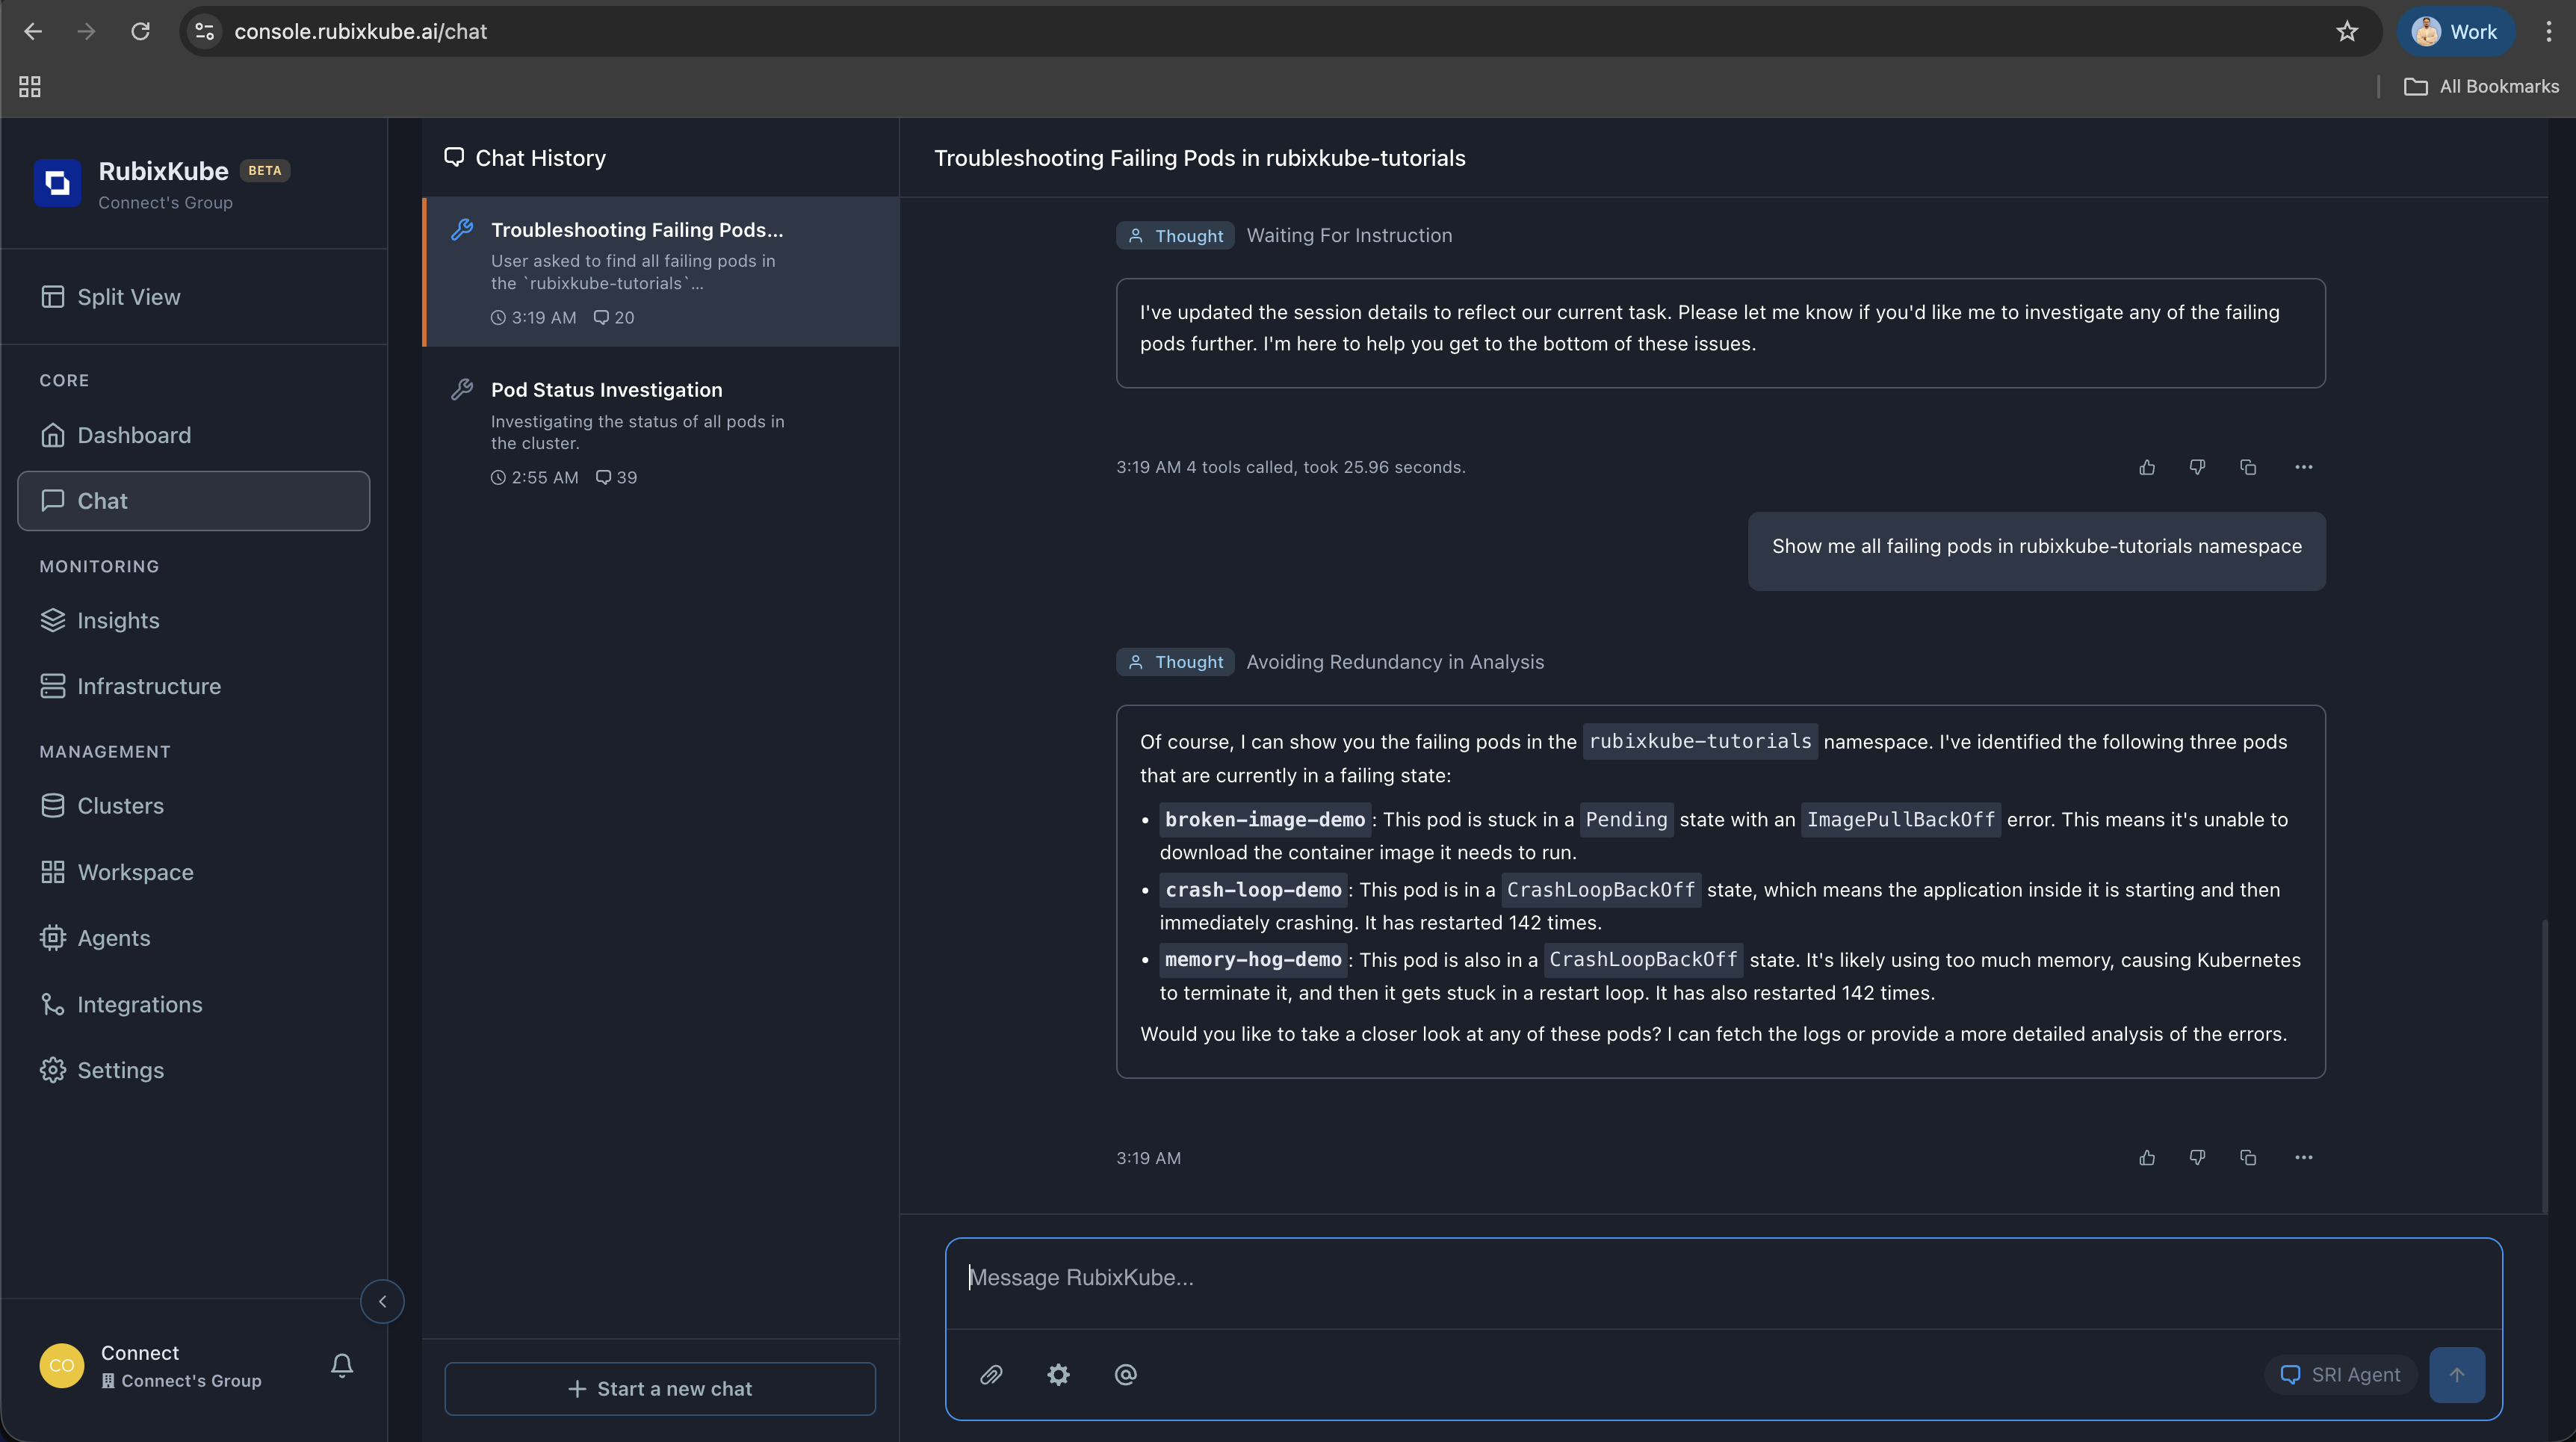 console.rubixkube.ai/chat
Work
All Bookmarks
RubixKube BETA
Connect's Group
Split View
CORE
Dashboard
Chat
MONITORING
Insights
Infrastructure
MANAGEMENT
Clusters
Workspace
Agents
Integrations
Settings
CO
Connect
Connect's Group
Chat History
Troubleshooting Failing Pods...
User asked to find all failing pods in
the `rubixkube-tutorials`...
3:19 AM 20
Pod Status Investigation
Investigating the status of all pods in
the cluster.
2:55 AM 39
+ Start a new chat
Troubleshooting Failing Pods in rubixkube-tutorials
Thought Waiting For Instruction
I've updated the session details to reflect our current task. Please let me know if you'd like me to investigate any of the failing
pods further. I'm here to help you get to the bottom of these issues.
3:19 AM 4 tools called, took 25.96 seconds.
Show me all failing pods in rubixkube-tutorials namespace
Thought Avoiding Redundancy in Analysis
Of course, I can show you the failing pods in the rubixkube-tutorials namespace. I've identified the following three pods
that are currently in a failing state:
• broken-image-demo: This pod is stuck in a Pending state with an ImagePullBackOff error. This means it's unable to
download the container image it needs to run.
• crash-loop-demo: This pod is in a CrashLoopBackOff state, which means the application inside it is starting and then
immediately crashing. It has restarted 142 times.
• memory-hog-demo: This pod is also in a CrashLoopBackOff state. It's likely using too much memory, causing Kubernetes
to terminate it, and then it gets stuck in a restart loop. It has also restarted 142 times.
Would you like to take a closer look at any of these pods? I can fetch the logs or provide a more detailed analysis of the errors.
3:19 AM
Message RubixKube...
SRI Agent